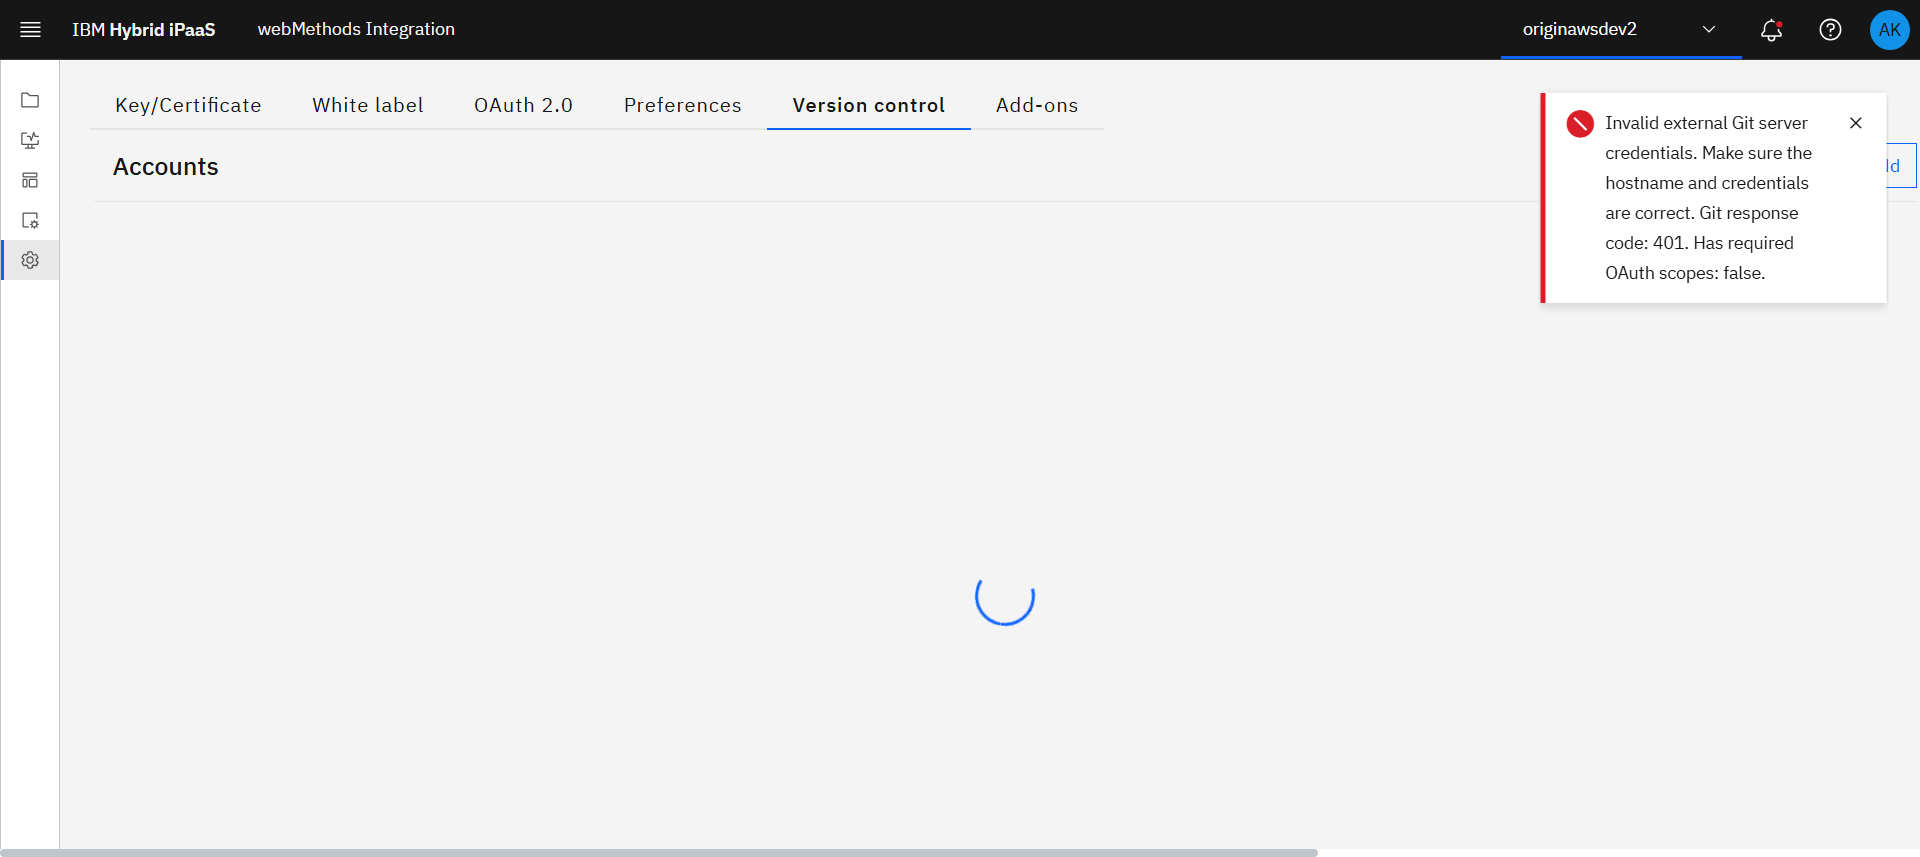 IBM Hybrid iPaaS
webMethods Integration
originawsdev2
AK
Key/Certificate
White label
OAuth 2.0
Preferences
Version control
Add-ons
Accounts
Invalid external Git server
credentials. Make sure the
hostname and credentials
are correct. Git response
code: 401. Has required
OAuth scopes: false.